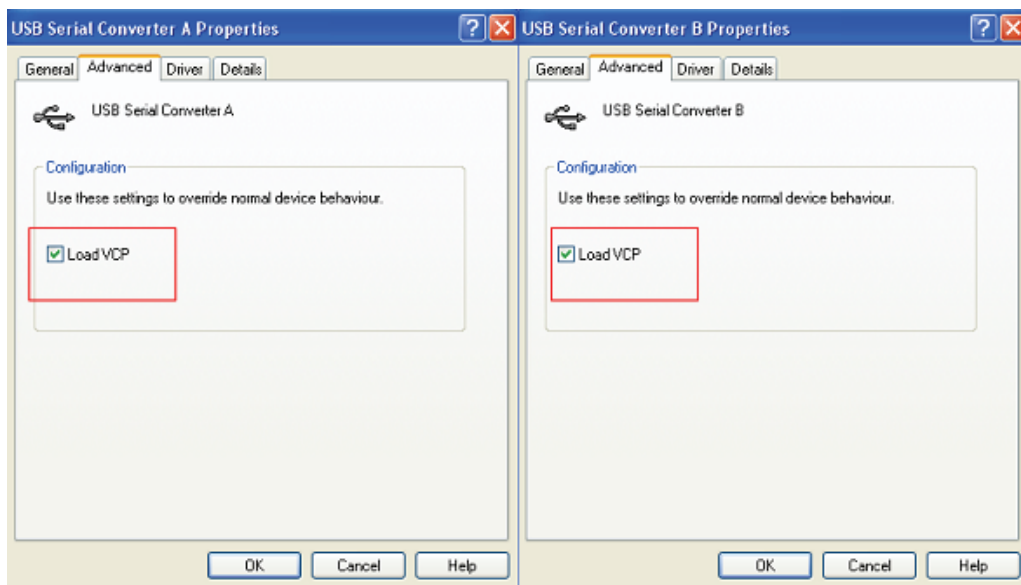 USB Serial Converter A Properties
General Advanced Driver Details
USB Serial Converter A
Configuration
Use these settings to override normal device behaviour.
Load VCP
OK Cancel Help
USB Serial Converter B Properties
General Advanced Driver Details
USB Serial Converter B
Configuration
Use these settings to override normal device behaviour.
Load VCP
OK Cancel Help